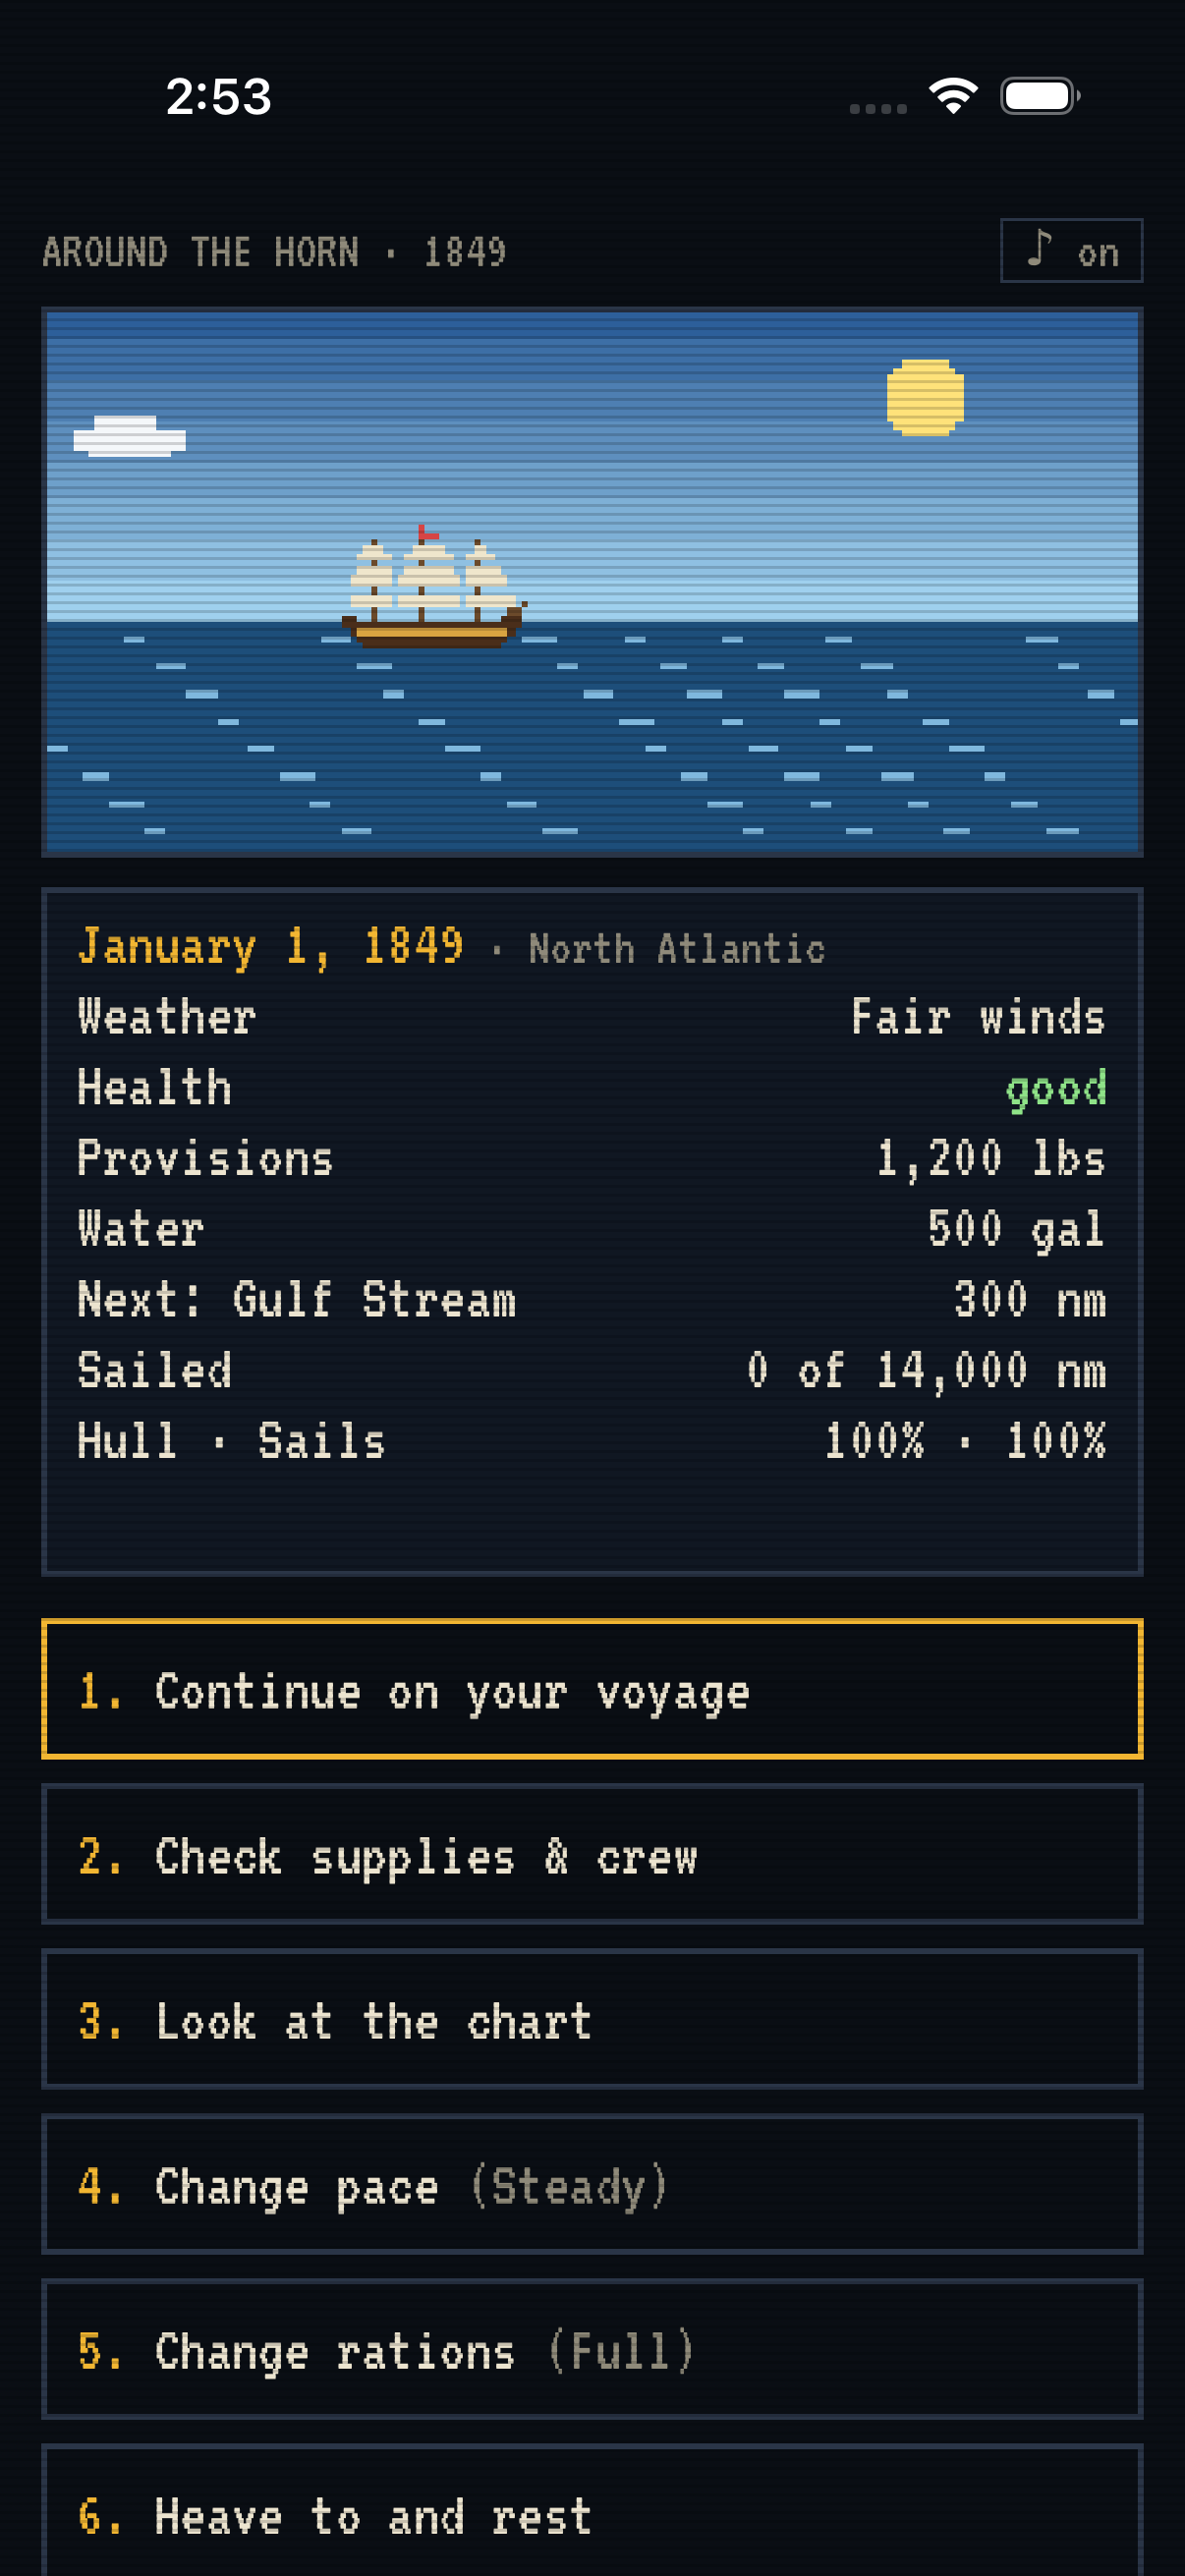 2:53
AROUND THE HORN · 1849
♪ on
January 1, 1849 · North Atlantic
Weather Fair winds
Health good
Provisions 1,200 lbs
Water 500 gal
Next: Gulf Stream 300 nm
Sailed 0 of 14,000 nm
Hull · Sails 100% · 100%
1. Continue on your voyage
2. Check supplies & crew
3. Look at the chart
4. Change pace (Steady)
5. Change rations (Full)
6. Heave to and rest